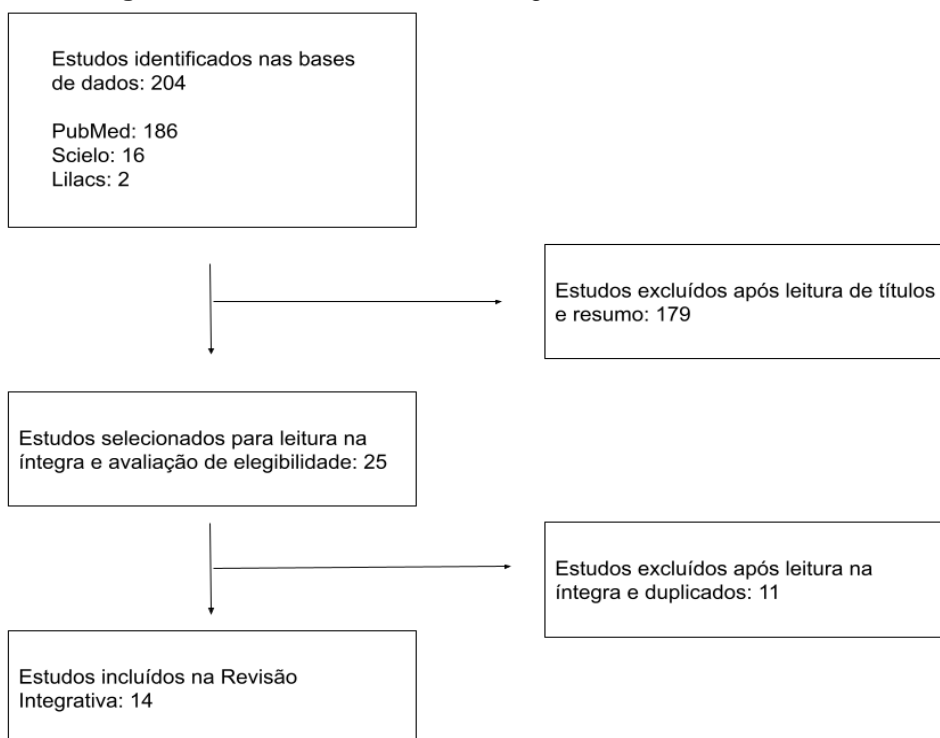 Estudos identificados nas bases
de dados: 204
PubMed: 186
Scielo: 16
Lilacs: 2
Estudos excluídos após leitura de títulos
e resumo: 179
Estudos selecionados para leitura na
íntegra e avaliação de elegibilidade: 25
Estudos excluídos após leitura na
íntegra e duplicados: 11
Estudos incluídos na Revisão
Integrativa: 14